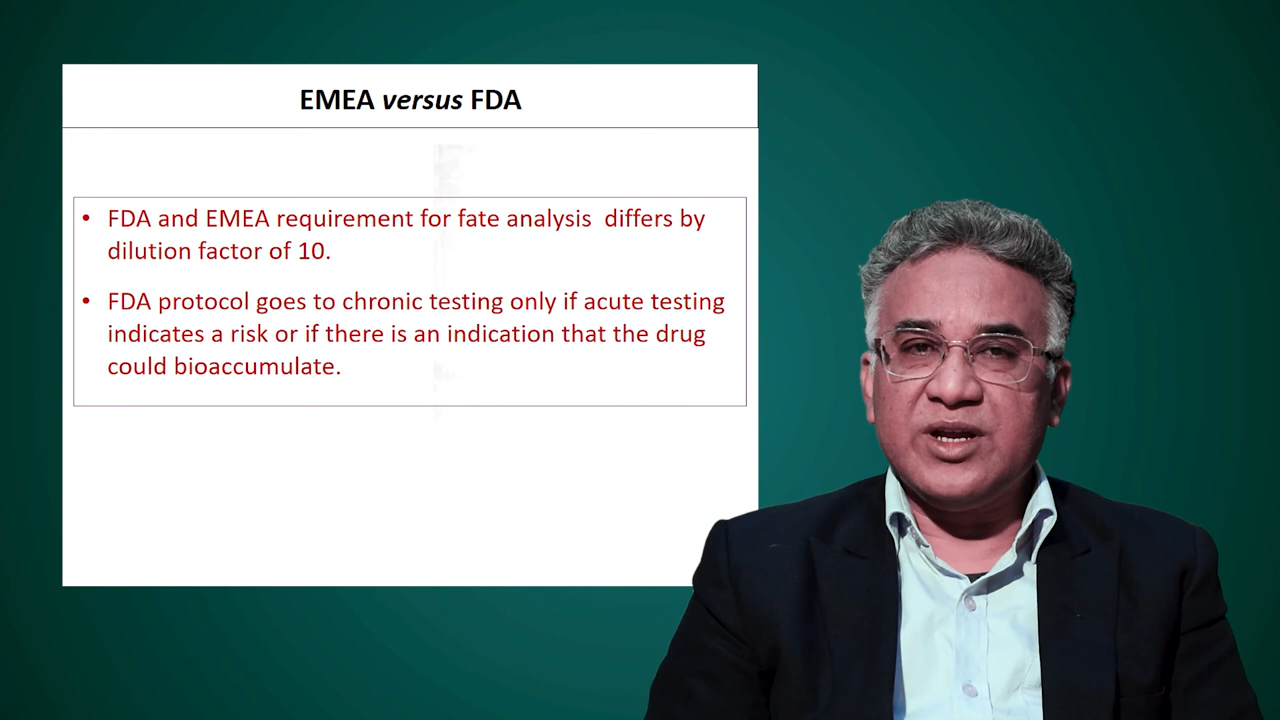 EMEA versus FDA
• FDA and EMEA requirement for fate analysis differs by
dilution factor of 10.
• FDA protocol goes to chronic testing only if acute testing
indicates a risk or if there is an indication that the drug
could bioaccumulate.